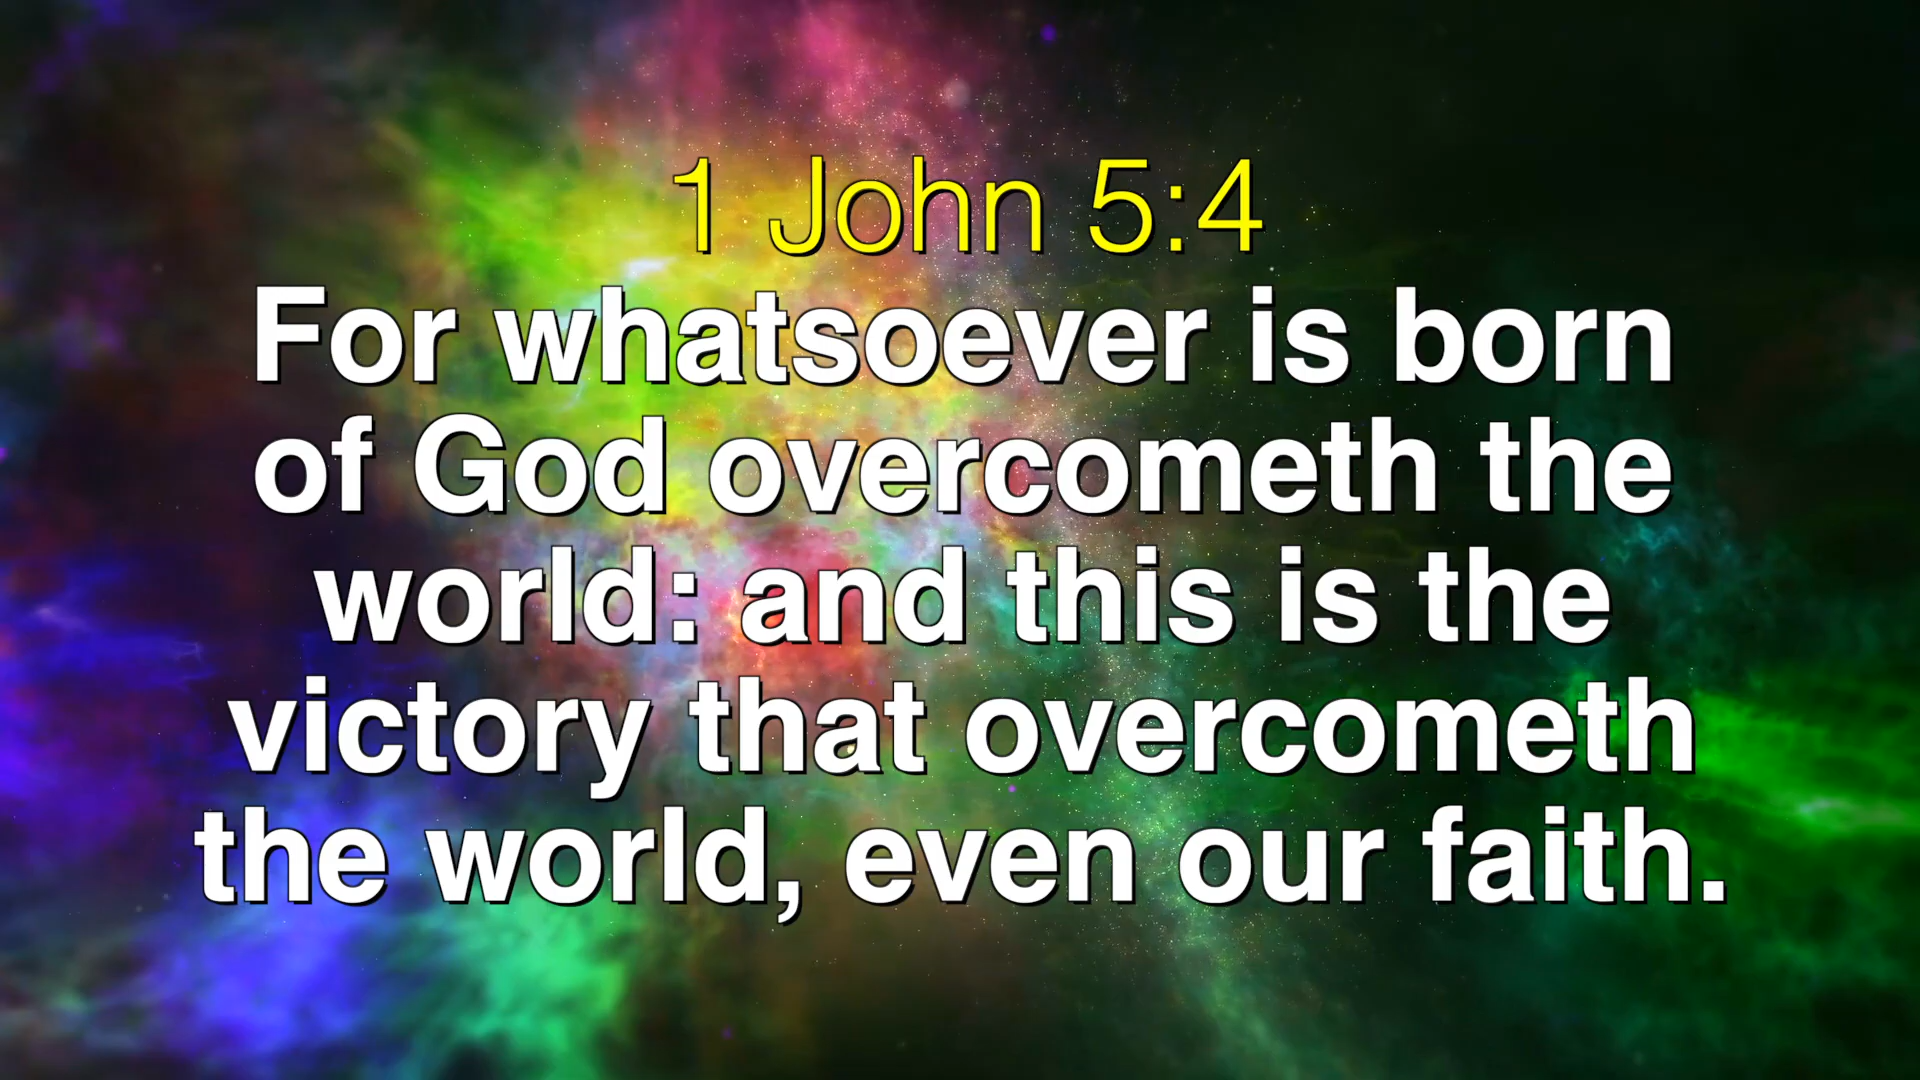 1 John 5:4
For whatsoever is born
of God overcometh the
world: and this is the
victory that overcometh
the world, even our faith.